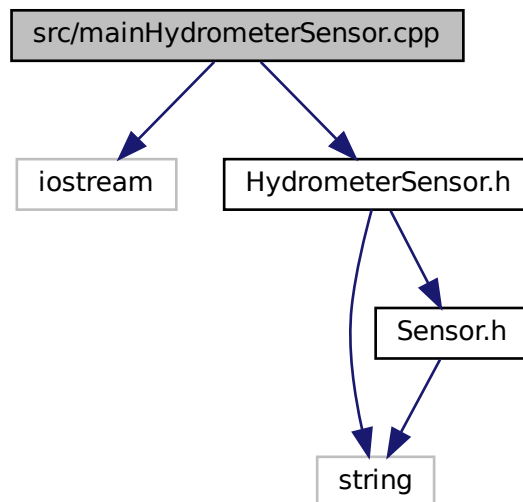 src/mainHydrometerSensor.cpp
iostream
HydrometerSensor.h
Sensor.h
string